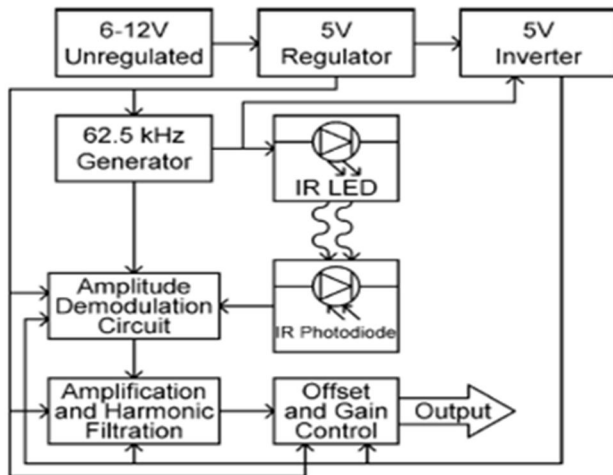 6-12V
Unregulated
5V
Regulator
5V
Inverter
62.5 kHz
Generator
IR LED
Amplitude
Demodulation
Circuit
IR Photodiode
Amplification
and Harmonic
Filtration
Offset
and Gain
Control
Output